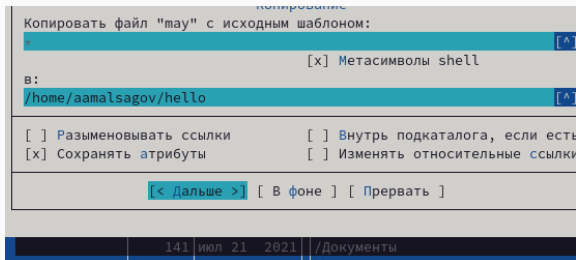 Копирование
Копировать файл "may" с исходным шаблоном:
* [^]
[x] Метасимволы shell
в:
/home/aamalsagov/hello [^]
[ ] Разыменовывать ссылки [ ] Внутрь подкаталога, если есть
[x] Сохранять атрибуты [ ] Изменять относительные ссылки
[< Дальше >] [ В фоне ] [ Прервать ]
141 июл 21 2021 /Документы